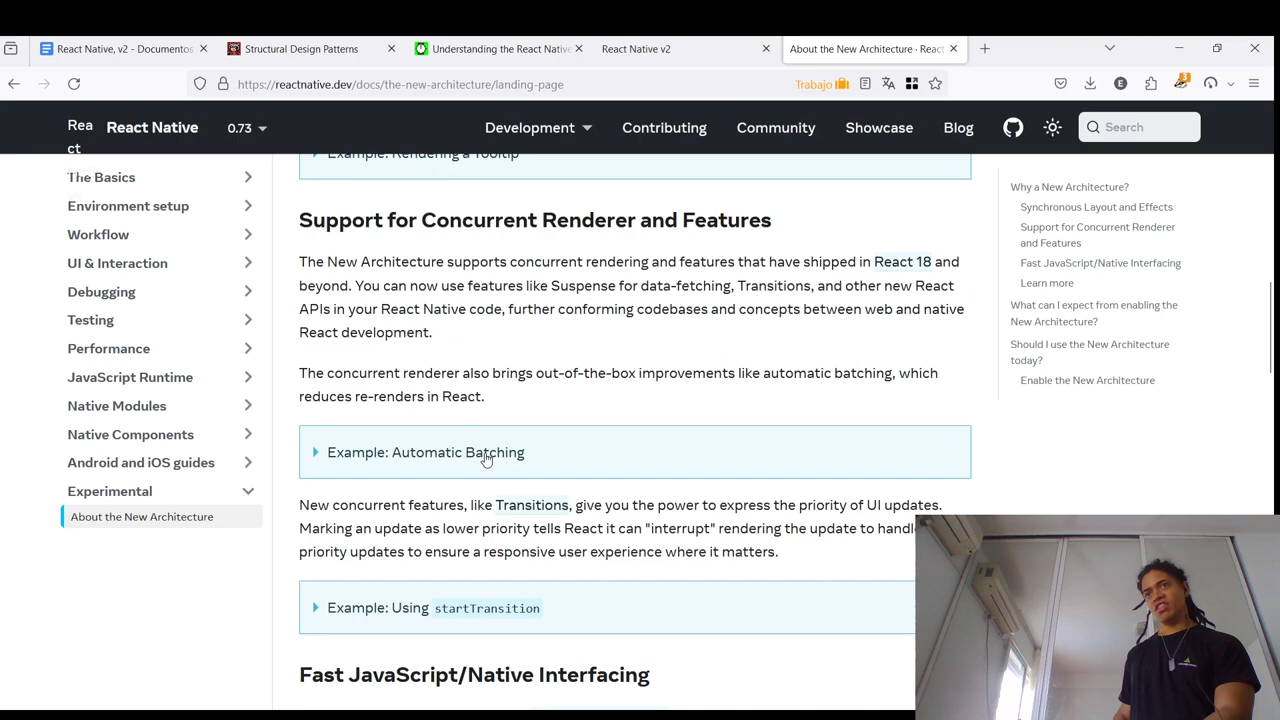 React Native, v2 - Documentos
Structural Design Patterns
Understanding the React Native
React Native v2
About the New Architecture · React
https://reactnative.dev/docs/the-new-architecture/landing-page
Trabajo
E
3
Rea
ct
React Native
0.73
Development
Contributing
Community
Showcase
Blog
Search
The Basics
Environment setup
Workflow
UI & Interaction
Debugging
Testing
Performance
JavaScript Runtime
Native Modules
Native Components
Android and iOS guides
Experimental
About the New Architecture
Example: Rendering a Tooltip
Support for Concurrent Renderer and Features
The New Architecture supports concurrent rendering and features that have shipped in React 18 and
beyond. You can now use features like Suspense for data-fetching, Transitions, and other new React
APIs in your React Native code, further conforming codebases and concepts between web and native
React development.
The concurrent renderer also brings out-of-the-box improvements like automatic batching, which
reduces re-renders in React.
Example: Automatic Batching
New concurrent features, like Transitions, give you the power to express the priority of UI updates.
Marking an update as lower priority tells React it can "interrupt" rendering the update to handle
priority updates to ensure a responsive user experience where it matters.
Example: Using startTransition
Fast JavaScript/Native Interfacing
Why a New Architecture?
Synchronous Layout and Effects
Support for Concurrent Renderer
and Features
Fast JavaScript/Native Interfacing
Learn more
What can I expect from enabling the
New Architecture?
Should I use the New Architecture
today?
Enable the New Architecture